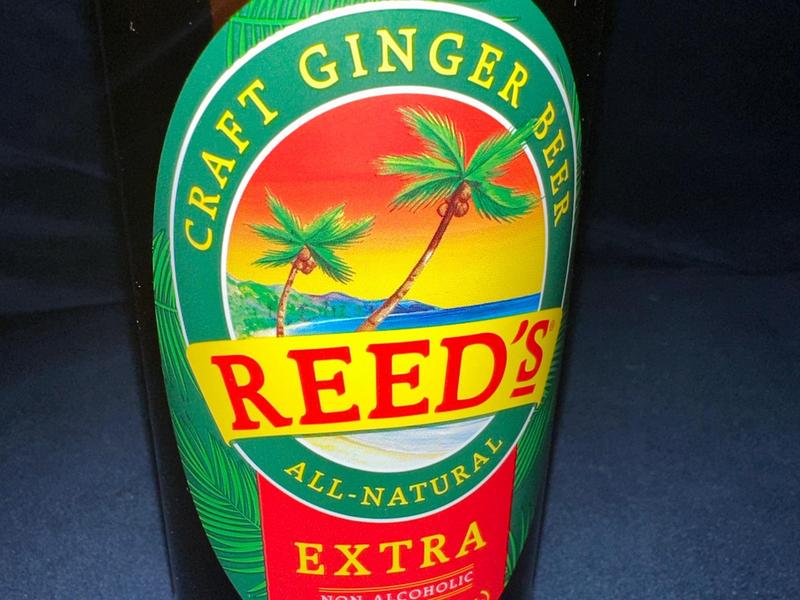 CRAFT GINGER BEER
REED'S®
ALL-NATURAL
EXTRA
NON ALCOHOLIC